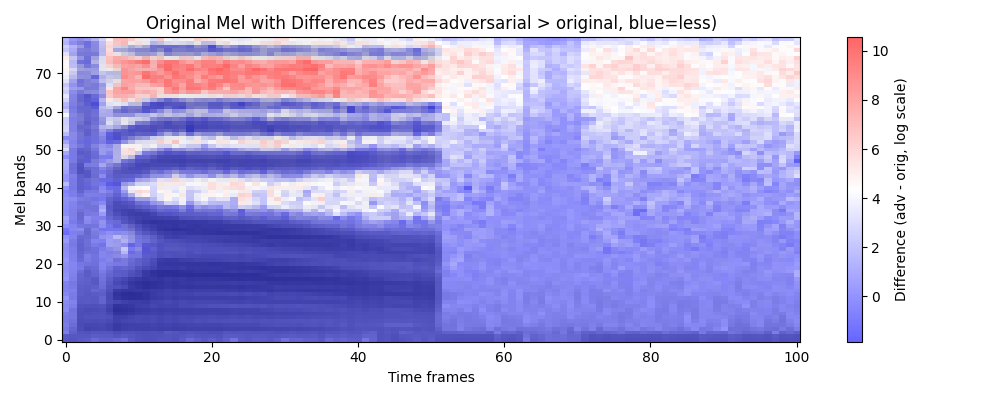 Original Mel with Differences (red=adversarial > original, blue=less)
Mel bands
70
60
50
40
30
20
10
0
0 20 40 60 80 100
Time frames
10
8
6
4
2
0
Difference (adv - orig, log scale)